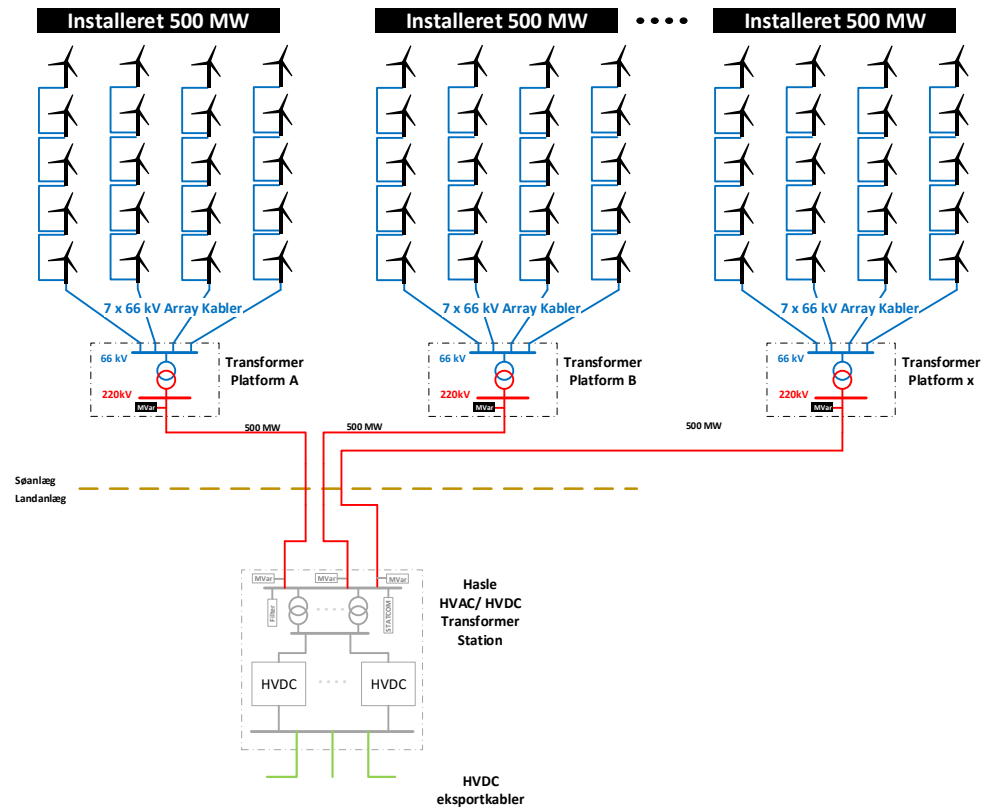 Installeret 500 MW
Installeret 500 MW
Installeret 500 MW
7 x 66 kV Array Kabler
7 x 66 kV Array Kabler
7 x 66 kV Array Kabler
66 kV
220kV
MVar
Transformer
Platform A
66 kV
220kV
MVar
Transformer
Platform B
66 kV
220kV
MVar
Transformer
Platform x
500 MW
500 MW
500 MW
Søanlæg
Landanlæg
MVar
MVar
MVar
Filter
STATCOM
Hasle
HVAC/ HVDC
Transformer
Station
HVDC
HVDC
HVDC
eksportkabler